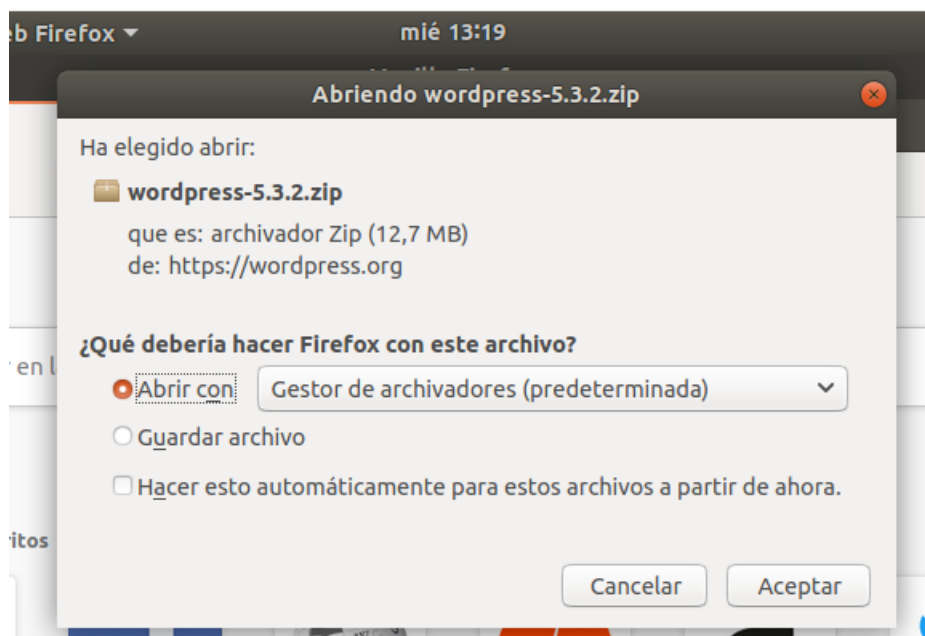 eb Firefox
mié 13:19
Abriendo wordpress-5.3.2.zip
Ha elegido abrir:
wordpress-5.3.2.zip
que es: archivador Zip (12,7 MB)
de: https://wordpress.org
¿Qué debería hacer Firefox con este archivo?
en l
Abrir con
Gestor de archivadores (predeterminada)
Guardar archivo
Hacer esto automáticamente para estos archivos a partir de ahora.
itos
Cancelar
Aceptar